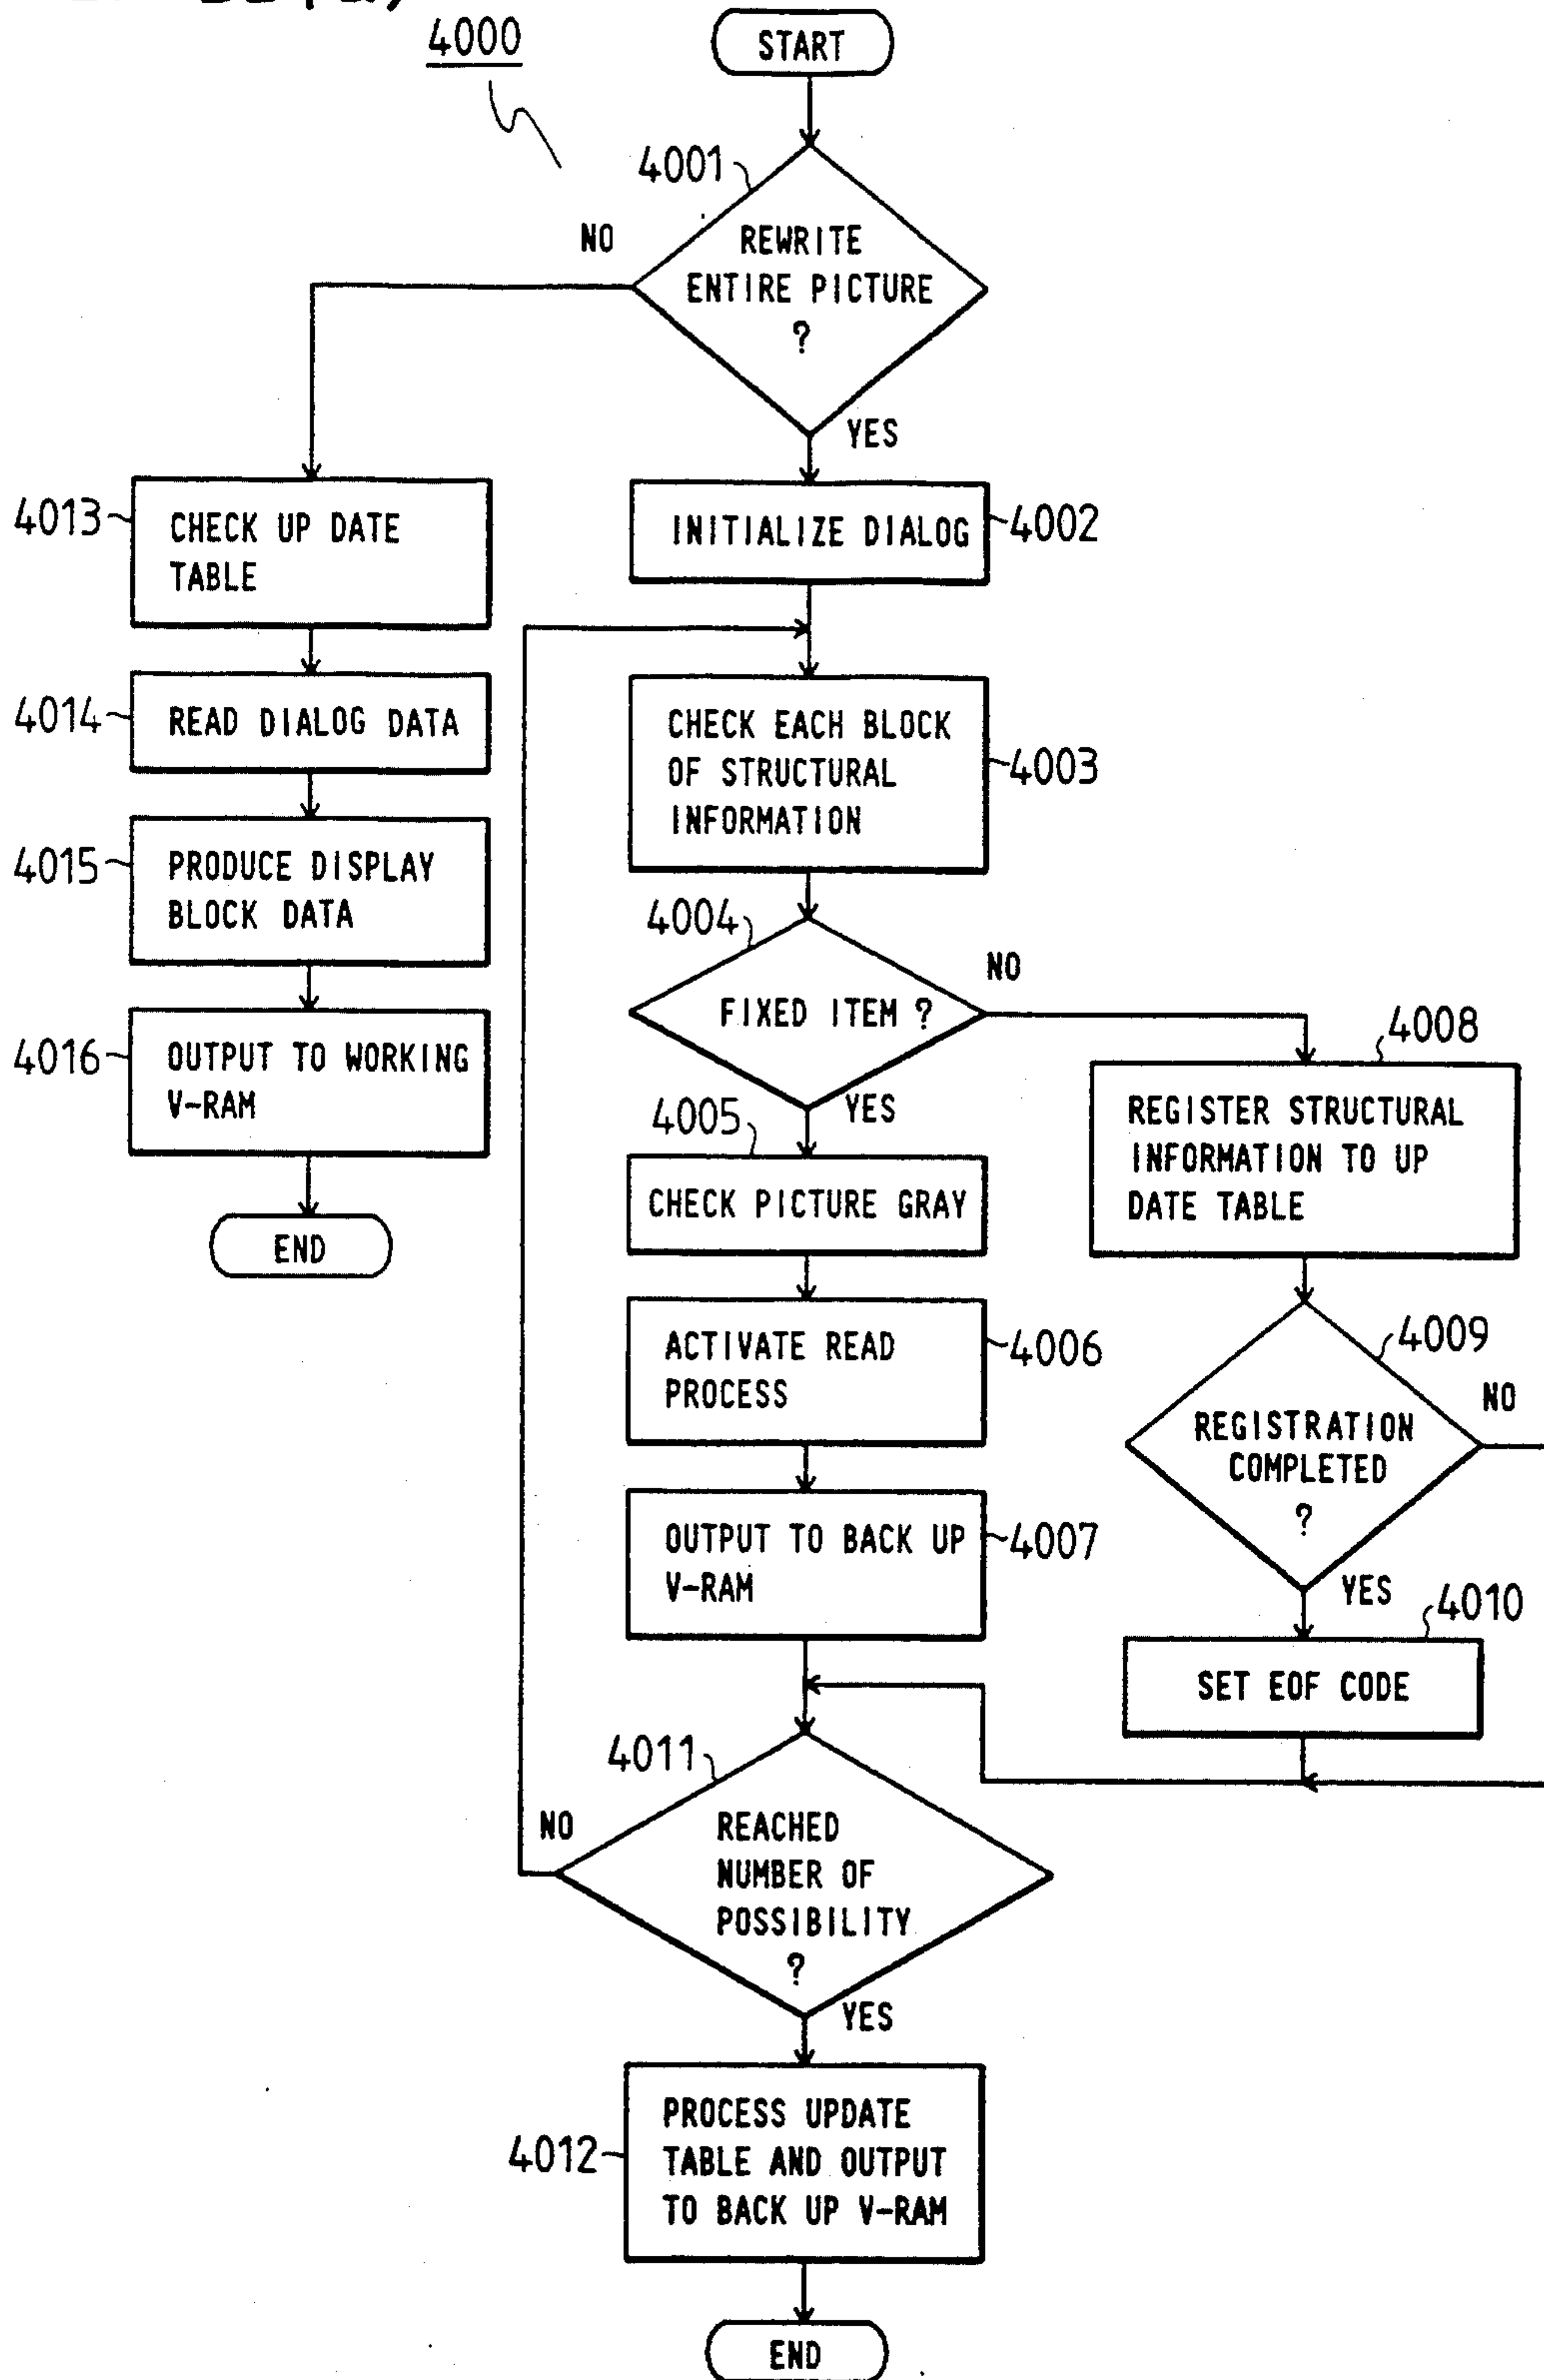 4000
START
4001
NO
REWRITE
ENTIRE PICTURE
?
YES
4013
CHECK UP DATE
TABLE
INITIALIZE DIALOG
4002
4014
READ DIALOG DATA
CHECK EACH BLOCK
OF STRUCTURAL
INFORMATION
4003
4015
PRODUCE DISPLAY
BLOCK DATA
4004
FIXED ITEM ?
NO
YES
4016
OUTPUT TO WORKING
V-RAM
END
4008
REGISTER STRUCTURAL
INFORMATION TO UP
DATE TABLE
4005
CHECK PICTURE GRAY
ACTIVATE READ
PROCESS
4006
4009
NO
REGISTRATION
COMPLETED
?
YES
OUTPUT TO BACK UP
V-RAM
4007
4010
SET EOF CODE
4011
NO
REACHED
NUMBER OF
POSSIBILITY
?
YES
4012
PROCESS UPDATE
TABLE AND OUTPUT
TO BACK UP V-RAM
END